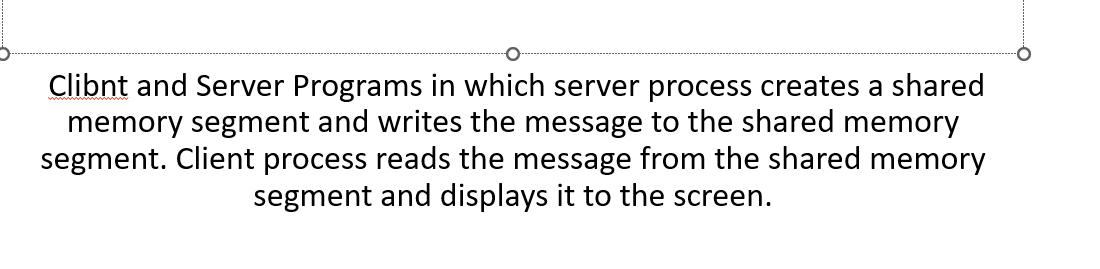 Clibnt and Server Programs in which server process creates a shared
memory segment and writes the message to the shared memory
segment. Client process reads the message from the shared memory
segment and displays it to the screen.